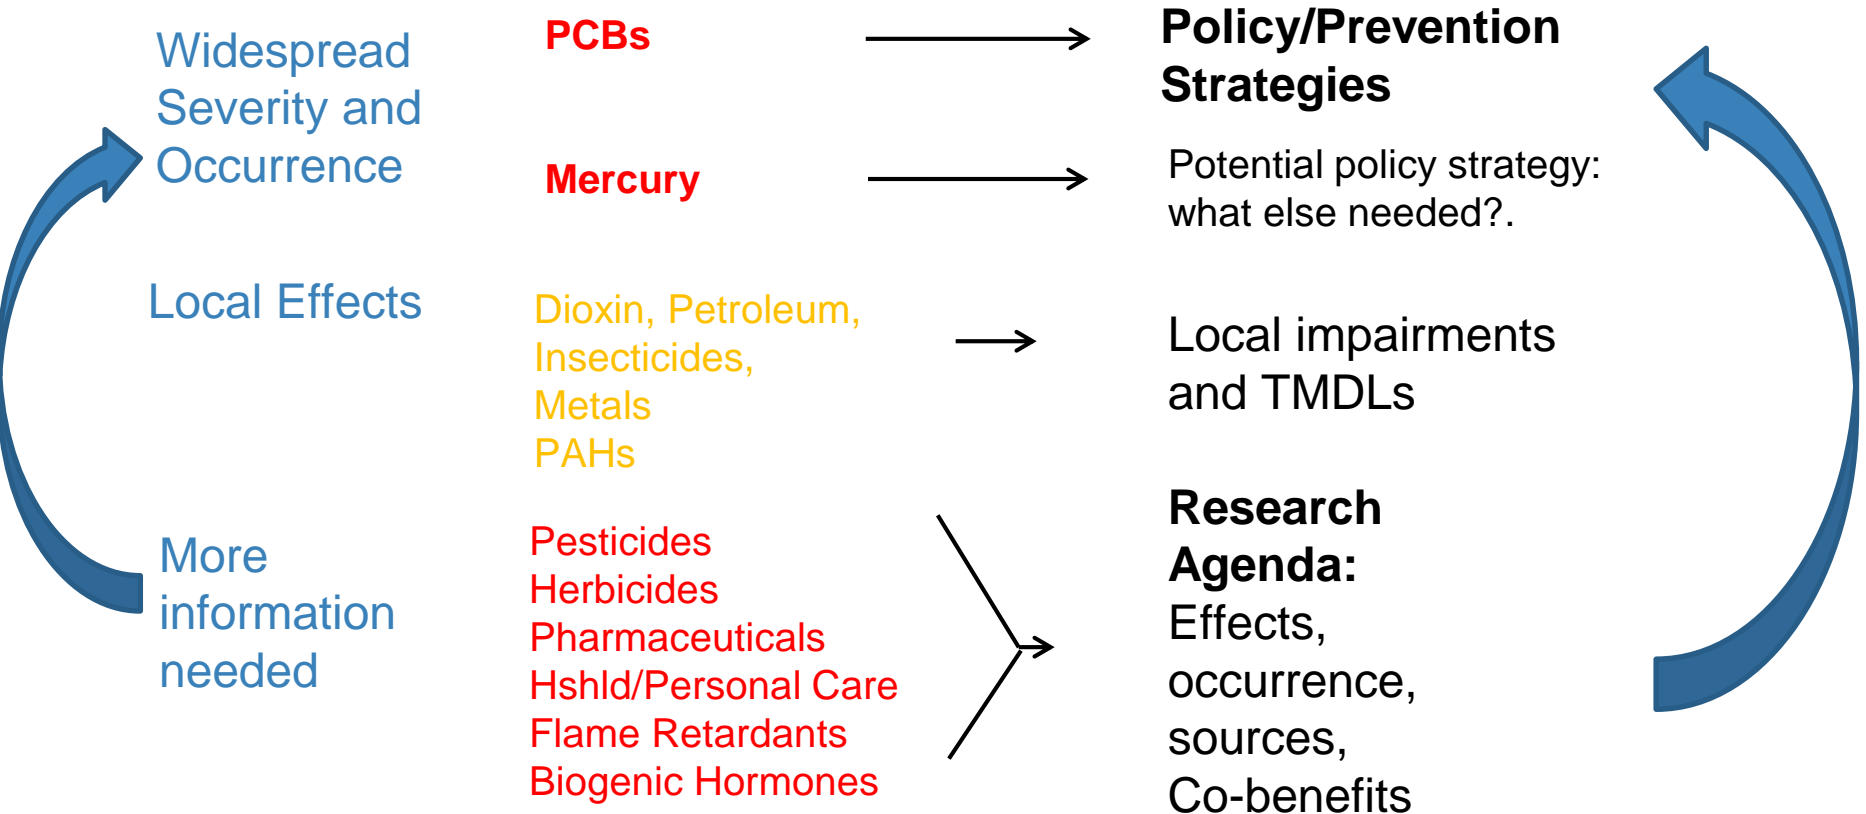 Widespread
Severity and
Occurrence
PCBs
Policy/Prevention
Strategies
Mercury
Potential policy strategy:
what else needed?.
Local Effects
Dioxin, Petroleum,
Insecticides,
Metals
PAHs
Local impairments
and TMDLs
More
information
needed
Pesticides
Herbicides
Pharmaceuticals
Hshld/Personal Care
Flame Retardants
Biogenic Hormones
Research
Agenda:
Effects,
occurrence,
sources,
Co-benefits